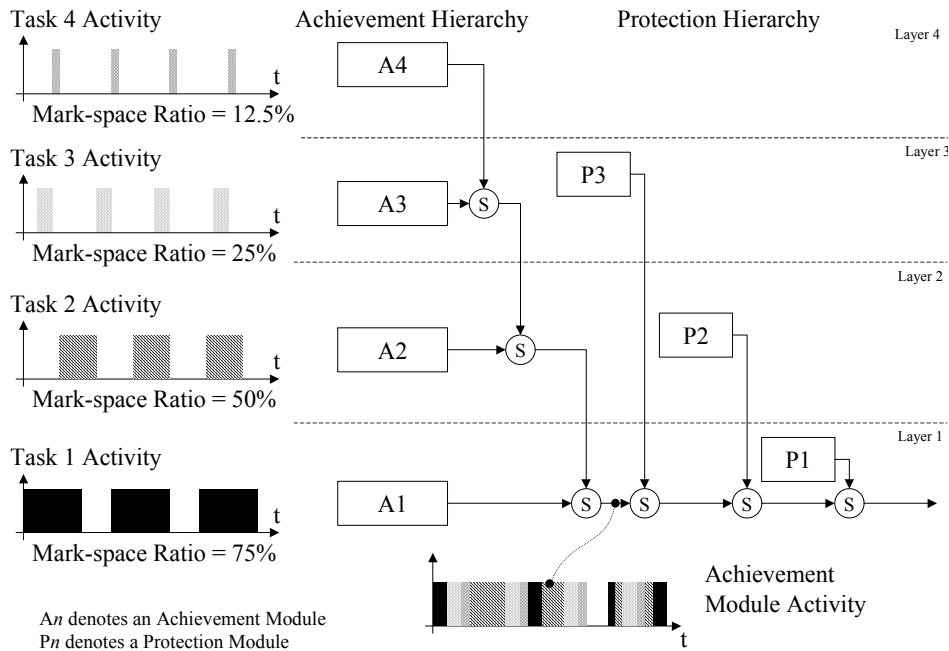 Task 4 Activity
t
Mark-space Ratio = 12.5%
Task 3 Activity
t
Mark-space Ratio = 25%
Task 2 Activity
t
Mark-space Ratio = 50%
Task 1 Activity
t
Mark-space Ratio = 75%
An denotes an Achievement Module
Pn denotes a Protection Module
Achievement Hierarchy
Protection Hierarchy
Layer 4
A4
Layer 3
P3
A3
S
Layer 2
P2
A2
S
Layer 1
P1
A1
S
S
S
S
Achievement
Module Activity
t